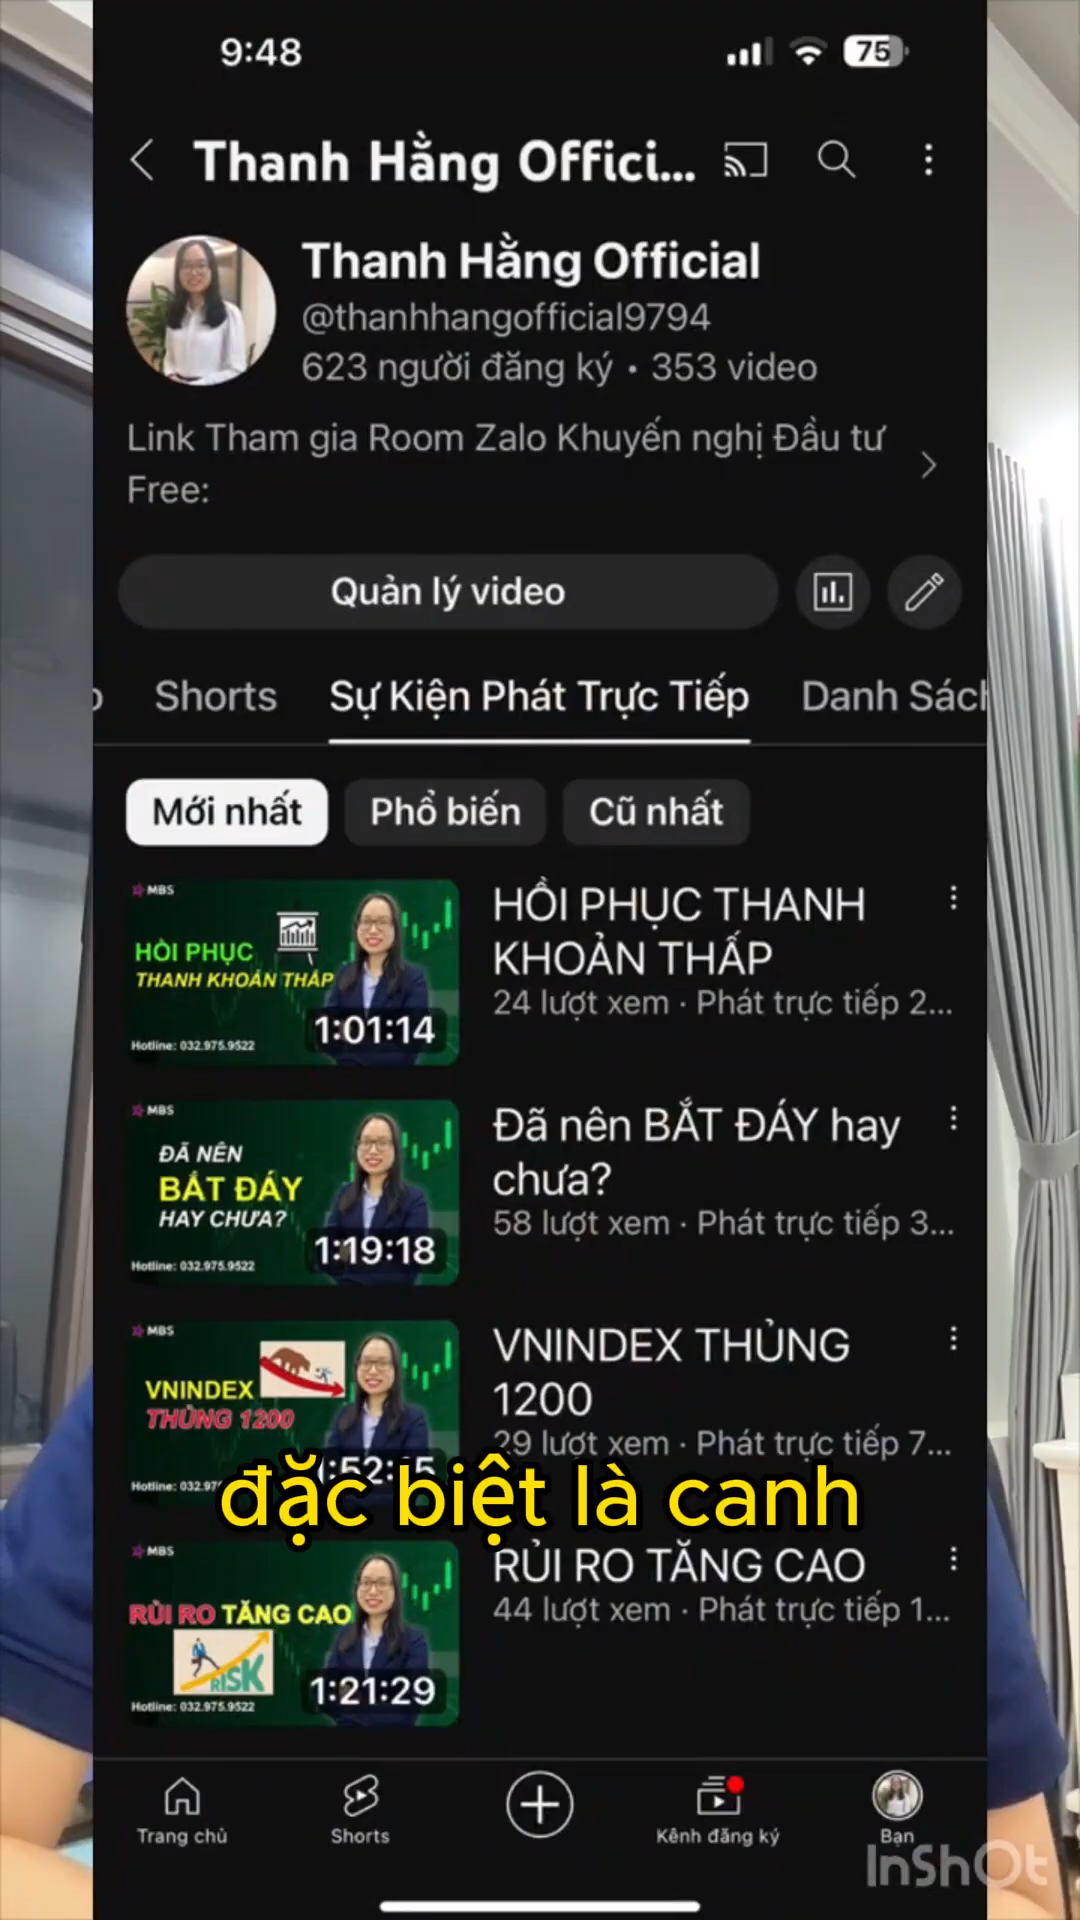 9:48
75
Thanh Hằng Offici...
Thanh Hằng Official
@thanhhangofficial9794
623 người đăng ký • 353 video
Link Tham gia Room Zalo Khuyến nghị Đầu tư
Free:
Quản lý video
Shorts
Sự Kiện Phát Trực Tiếp
Danh Sách
Mới nhất
Phổ biến
Cũ nhất
MBS
HỒI PHỤC
THANH KHOẢN THẤP
1:01:14
Hotline: 032.975.9522
HỒI PHỤC THANH
KHOẢN THẤP
24 lượt xem · Phát trực tiếp 2...
MBS
ĐÃ NÊN
BẮT ĐÁY
HAY CHƯA?
1:19:18
Hotline: 032.975.9522
Đã nên BẮT ĐÁY hay
chưa?
58 lượt xem · Phát trực tiếp 3...
MBS
VNINDEX
THỦNG 1200
Hotline: 032.97
VNINDEX THỦNG
1200
29 lượt xem · Phát trực tiếp 7...
đặc biệt là canh
MBS
RỦI RO TĂNG CAO
RISK
1:21:29
Hotline: 032.975.9522
RỦI RO TĂNG CAO
44 lượt xem · Phát trực tiếp 1...
Trang chủ
Shorts
Kênh đăng ký
Bạn
InShOt